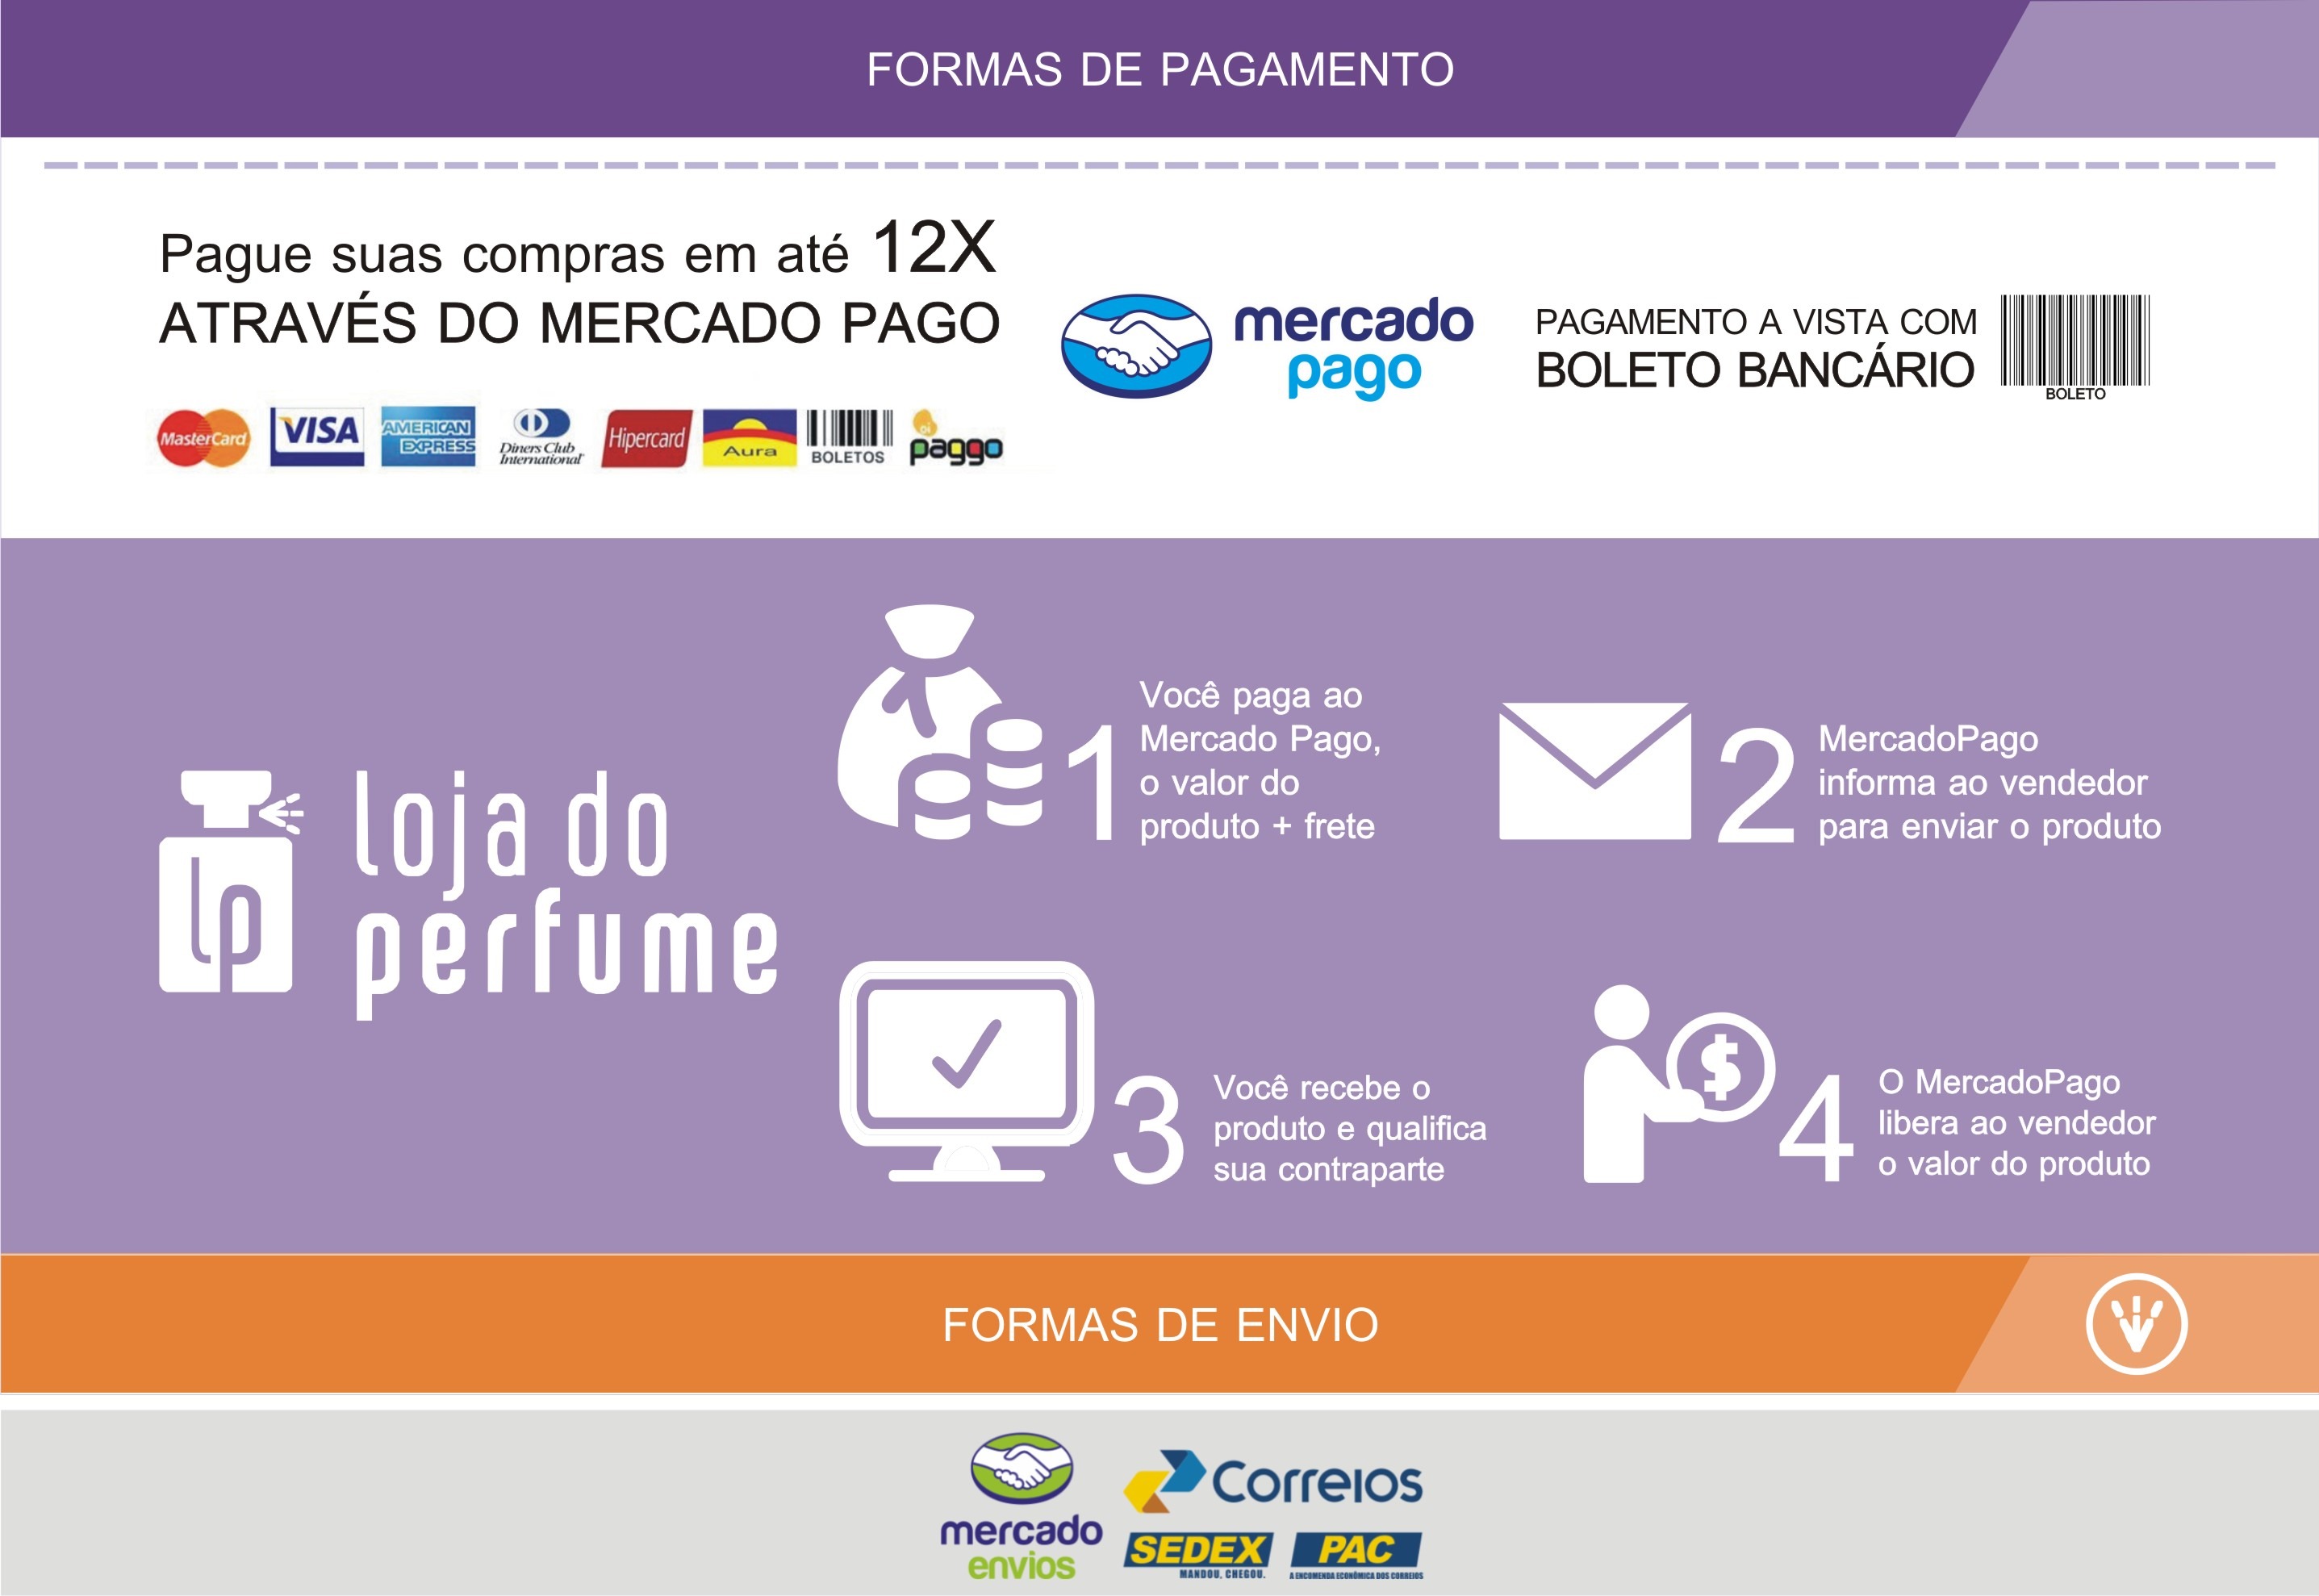 FORMAS DE PAGAMENTO
Pague suas compras em até 12X
ATRAVÉS DO MERCADO PAGO
MasterCard
VISA
AMERICAN
EXPRESS
Diners Club
International
Hipercard
Aura
BOLETOS
oi
paggo
mercado
pago
PAGAMENTO A VISTA COM
BOLETO BANCÁRIO
BOLETO
lp
loja do
perfume
1
Você paga ao
Mercado Pago,
o valor do
produto + frete
2
MercadoPago
informa ao vendedor
para enviar o produto
3
Você recebe o
produto e qualifica
sua contraparte
$
4
O MercadoPago
libera ao vendedor
o valor do produto
FORMAS DE ENVIO
mercado
envios
Correios
SEDEX
MANDOU, CHEGOU.
PAC
A ENCOMENDA ECONÔMICA DOS CORREIOS